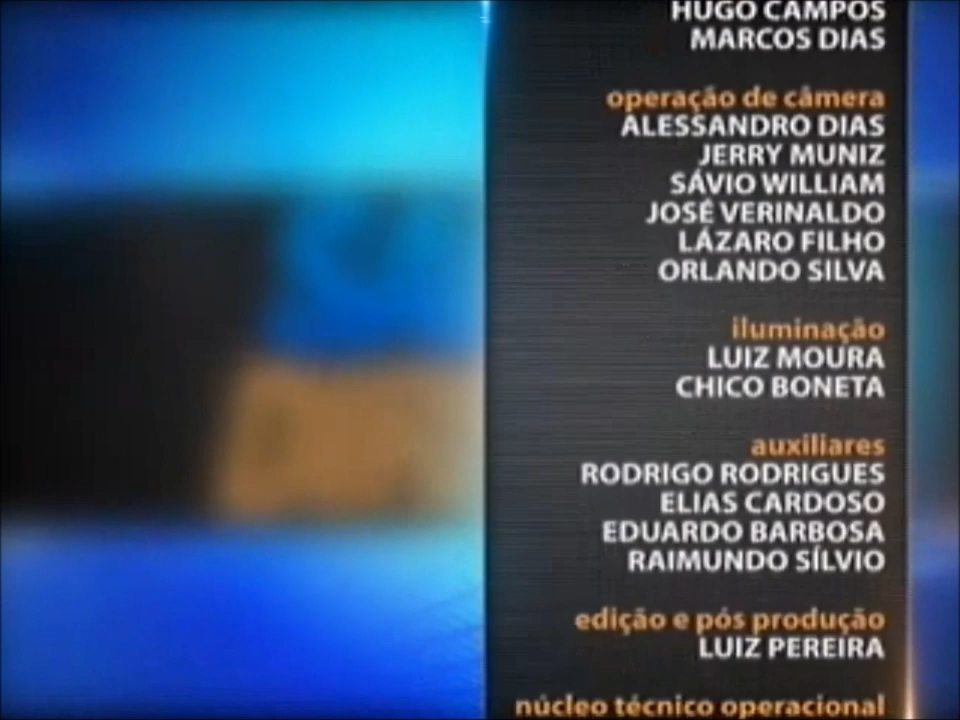 HUGO CAMPOS
MARCOS DIAS
operação de câmera
ALESSANDRO DIAS
JERRY MUNIZ
SÁVIO WILLIAM
JOSÉ VERINALDO
LÁZARO FILHO
ORLANDO SILVA
iluminação
LUIZ MOURA
CHICO BONETA
auxiliares
RODRIGO RODRIGUES
ELIAS CARDOSO
EDUARDO BARBOSA
RAIMUNDO SÍLVIO
edição e pós produção
LUIZ PEREIRA
núcleo técnico operacional